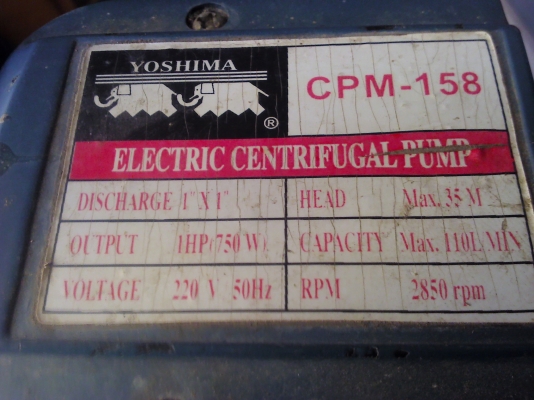 YOSHIMA
®
CPM-158
ELECTRIC CENTRIFUGAL PUMP
DISCHARGE 1" X 1" HEAD Max. 35 M
OUTPUT 1HP(750 W) CAPACITY Max. 110L MIN
VOLTAGE 220 V 50Hz RPM 2850 rpm